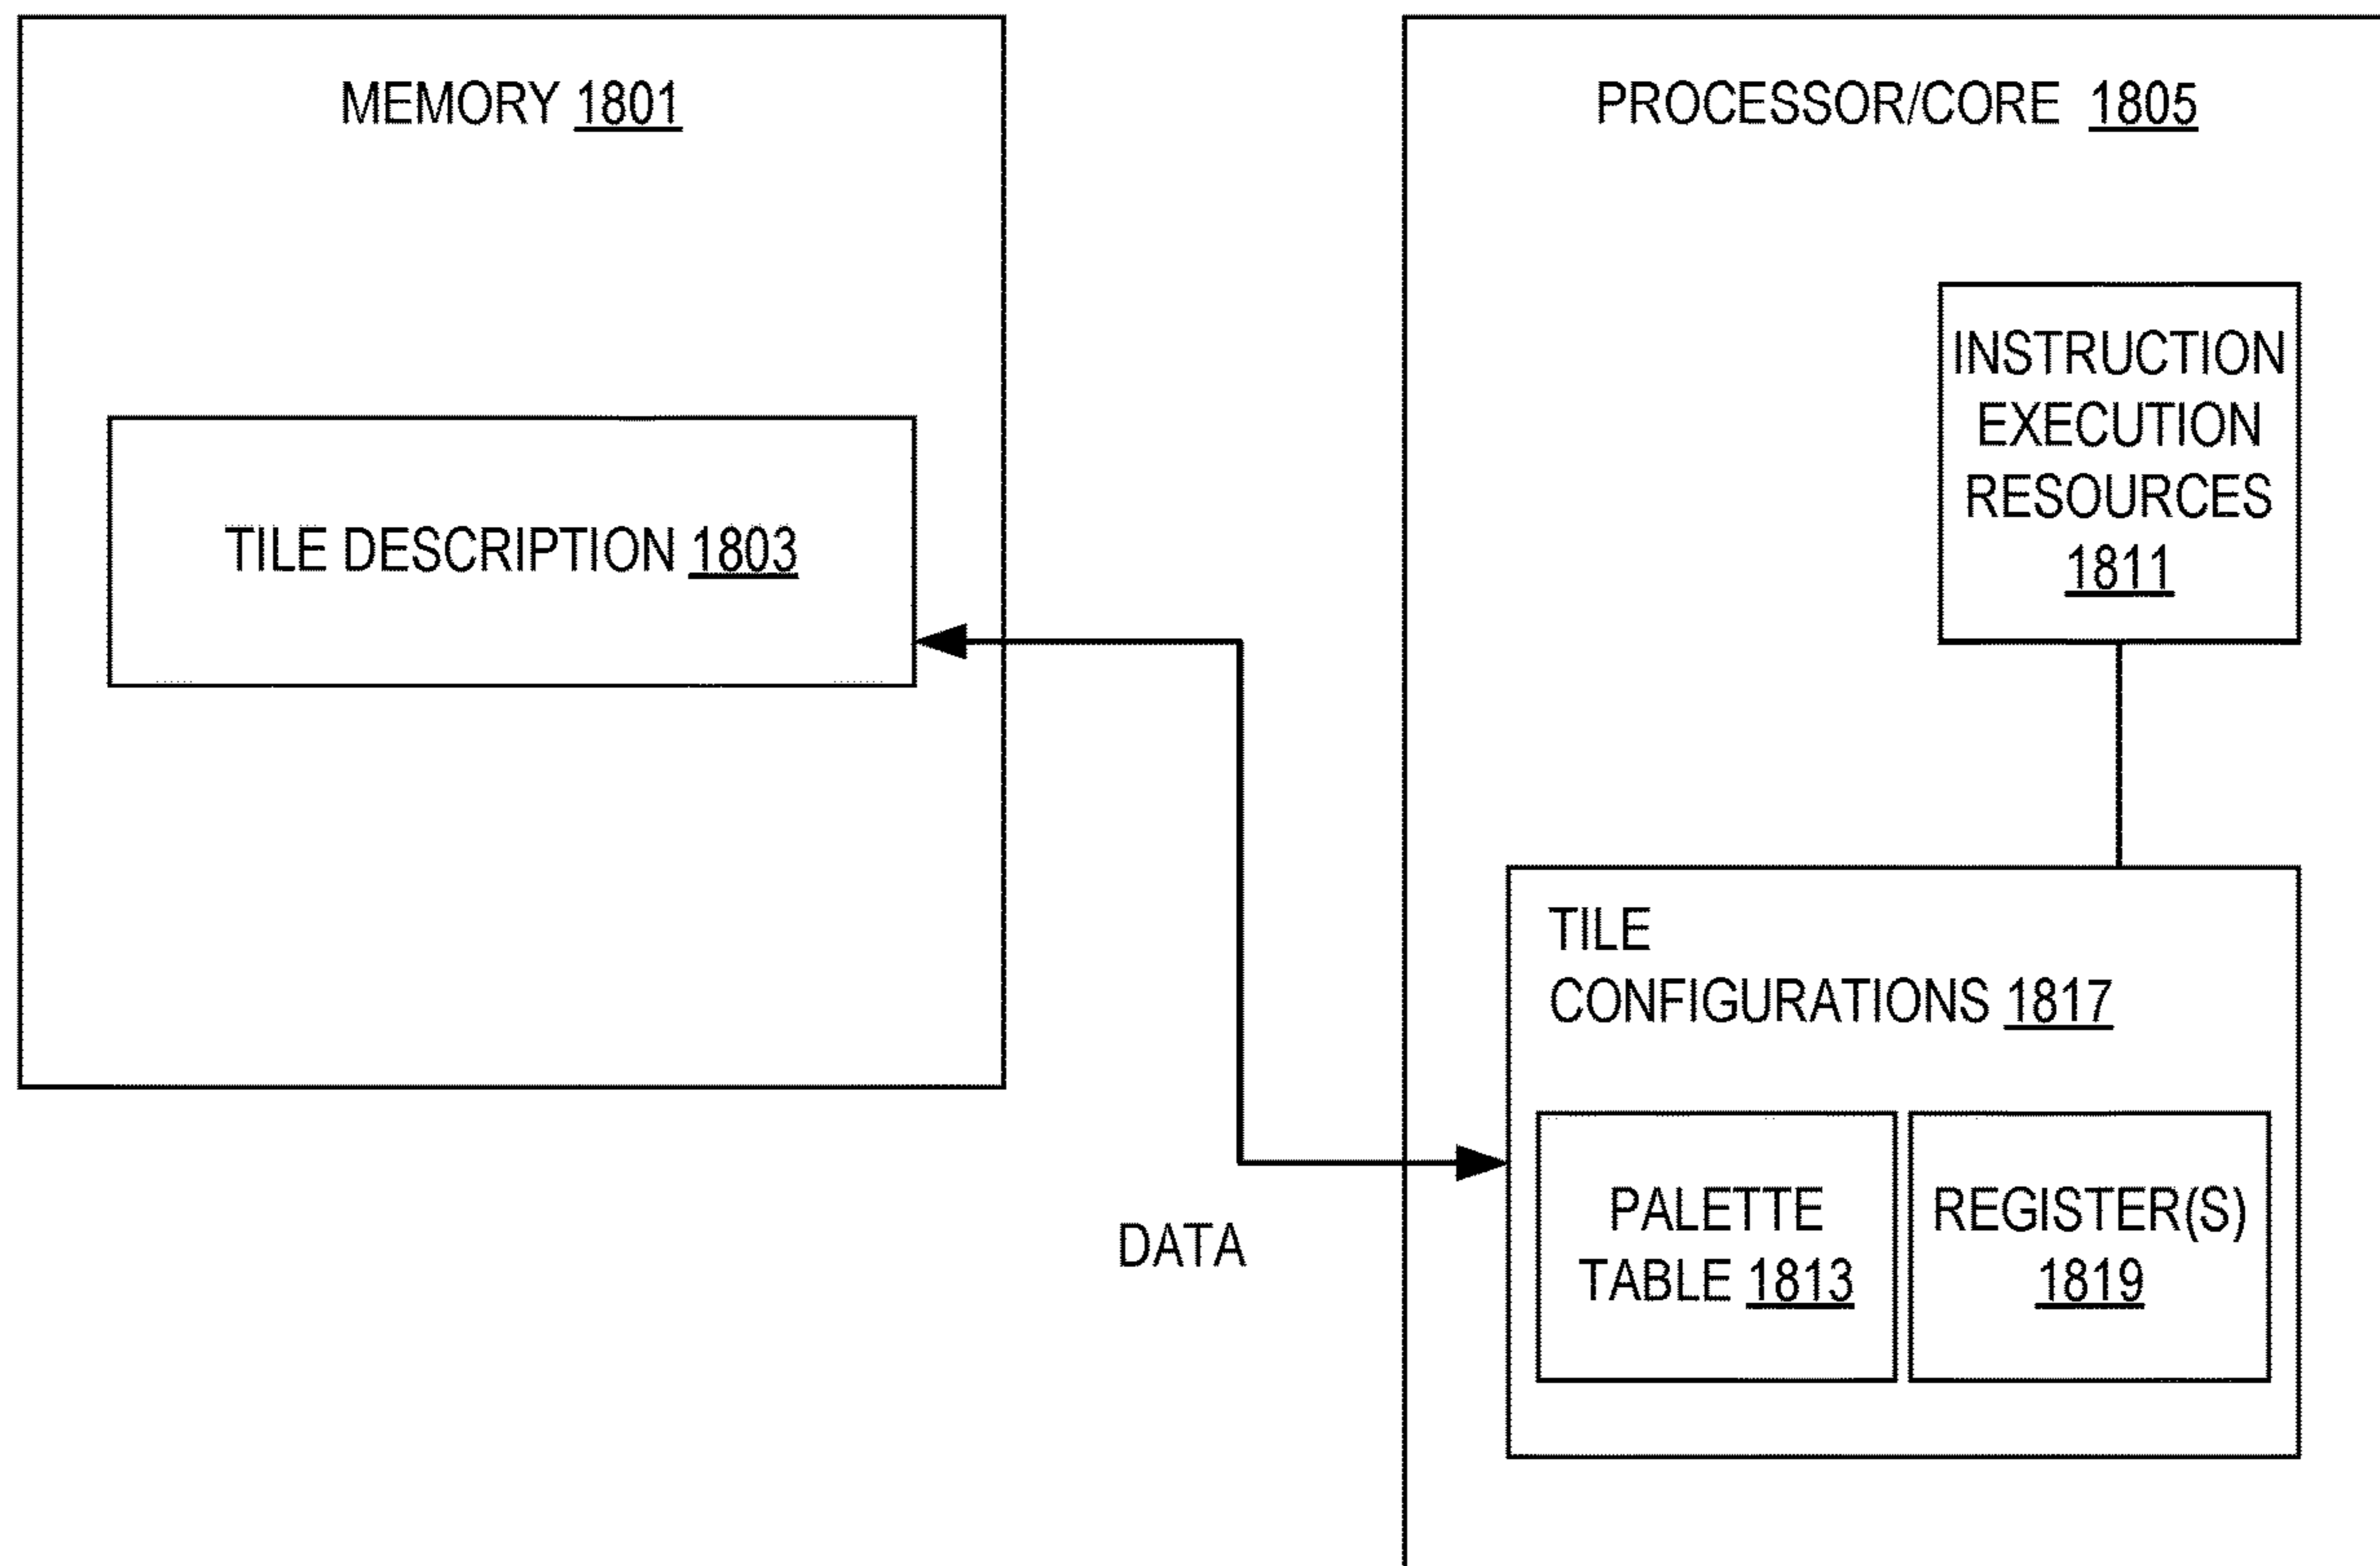 MEMORY 1801
TILE DESCRIPTION 1803
DATA
PROCESSOR/CORE 1805
INSTRUCTION
EXECUTION
RESOURCES
1811
TILE
CONFIGURATIONS 1817
PALETTE
TABLE 1813
REGISTER(S)
1819